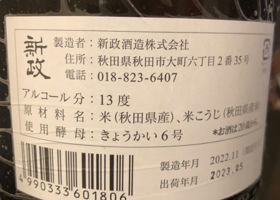 新政
製造者：新政酒造株式会社
住所：秋田県秋田市大町六丁目2番35号
電話：018-823-6407
アルコール分：13度
原材料名：米(秋田県産)、米こうじ(秋田県産)
使用酵母：きょうかい6号
*お酒は20歳から。
製造年月 2022.11
出荷年月 2023.05
4990333601806